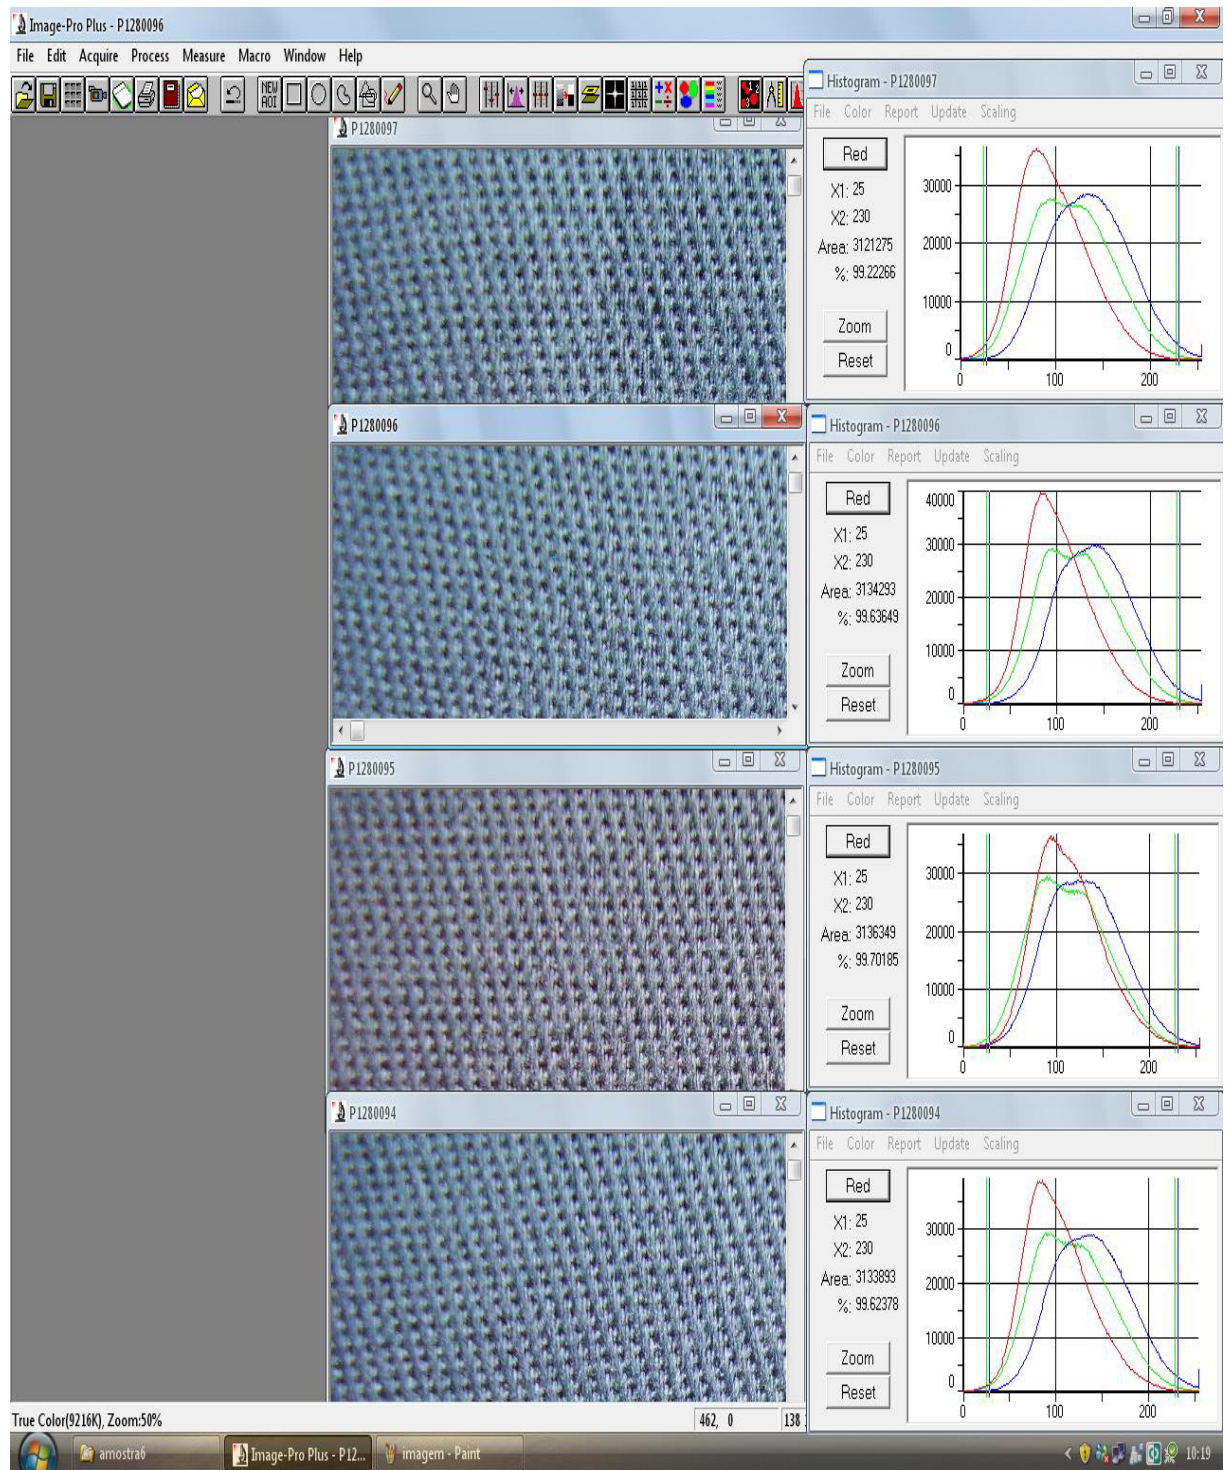 Image-Pro Plus - P1280096
File Edit Acquire Process Measure Macro Window Help
NEW AOI
P1280097
Histogram - P1280097
File Color Report Update Scaling
Red
X1: 25
X2: 230
Area: 3121275
%: 99.22266
Zoom
Reset
30000
20000
10000
0
0 100 200
P1280096
Histogram - P1280096
File Color Report Update Scaling
Red
X1: 25
X2: 230
Area: 3134293
%: 99.63649
Zoom
Reset
40000
30000
20000
10000
0
0 100 200
P1280095
Histogram - P1280095
File Color Report Update Scaling
Red
X1: 25
X2: 230
Area: 3136349
%: 99.70185
Zoom
Reset
30000
20000
10000
0
0 100 200
P1280094
Histogram - P1280094
File Color Report Update Scaling
Red
X1: 25
X2: 230
Area: 3133893
%: 99.62378
Zoom
Reset
30000
20000
10000
0
0 100 200
True Color(9216K), Zoom:50% 462, 0 138
amostra6 Image-Pro Plus - P12... imagem - Paint 10:19